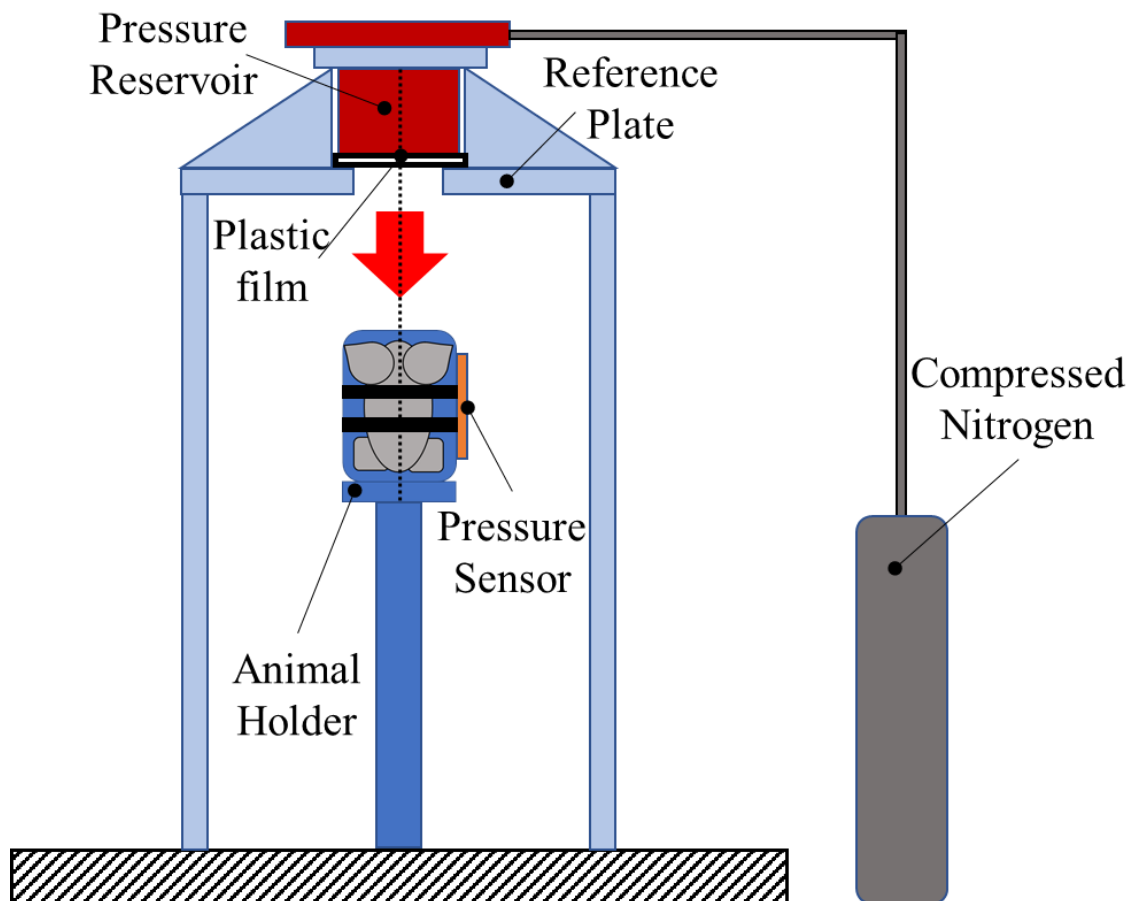 Pressure
Reservoir
Reference
Plate
Plastic
film
Compressed
Nitrogen
Pressure
Sensor
Animal
Holder